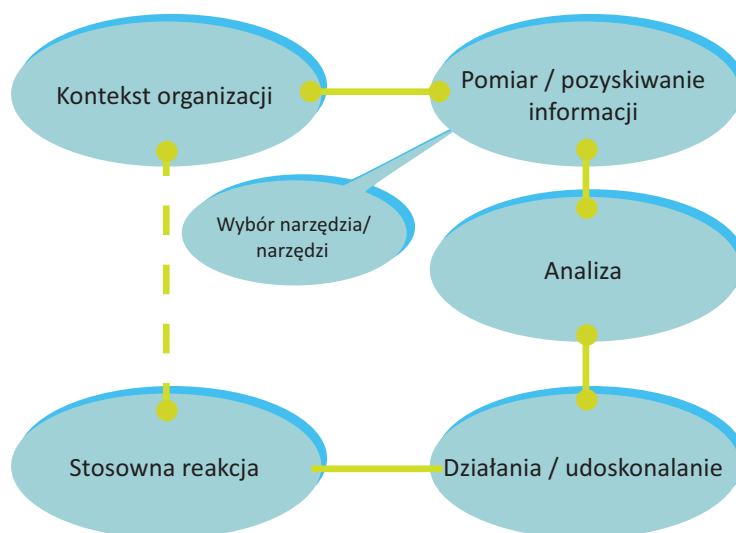 Kontekst organizacji
Pomiar / pozyskiwanie
informacji
Wybór narzędzia/
narzędzi
Analiza
Stosowna reakcja
Działania / udoskonalanie